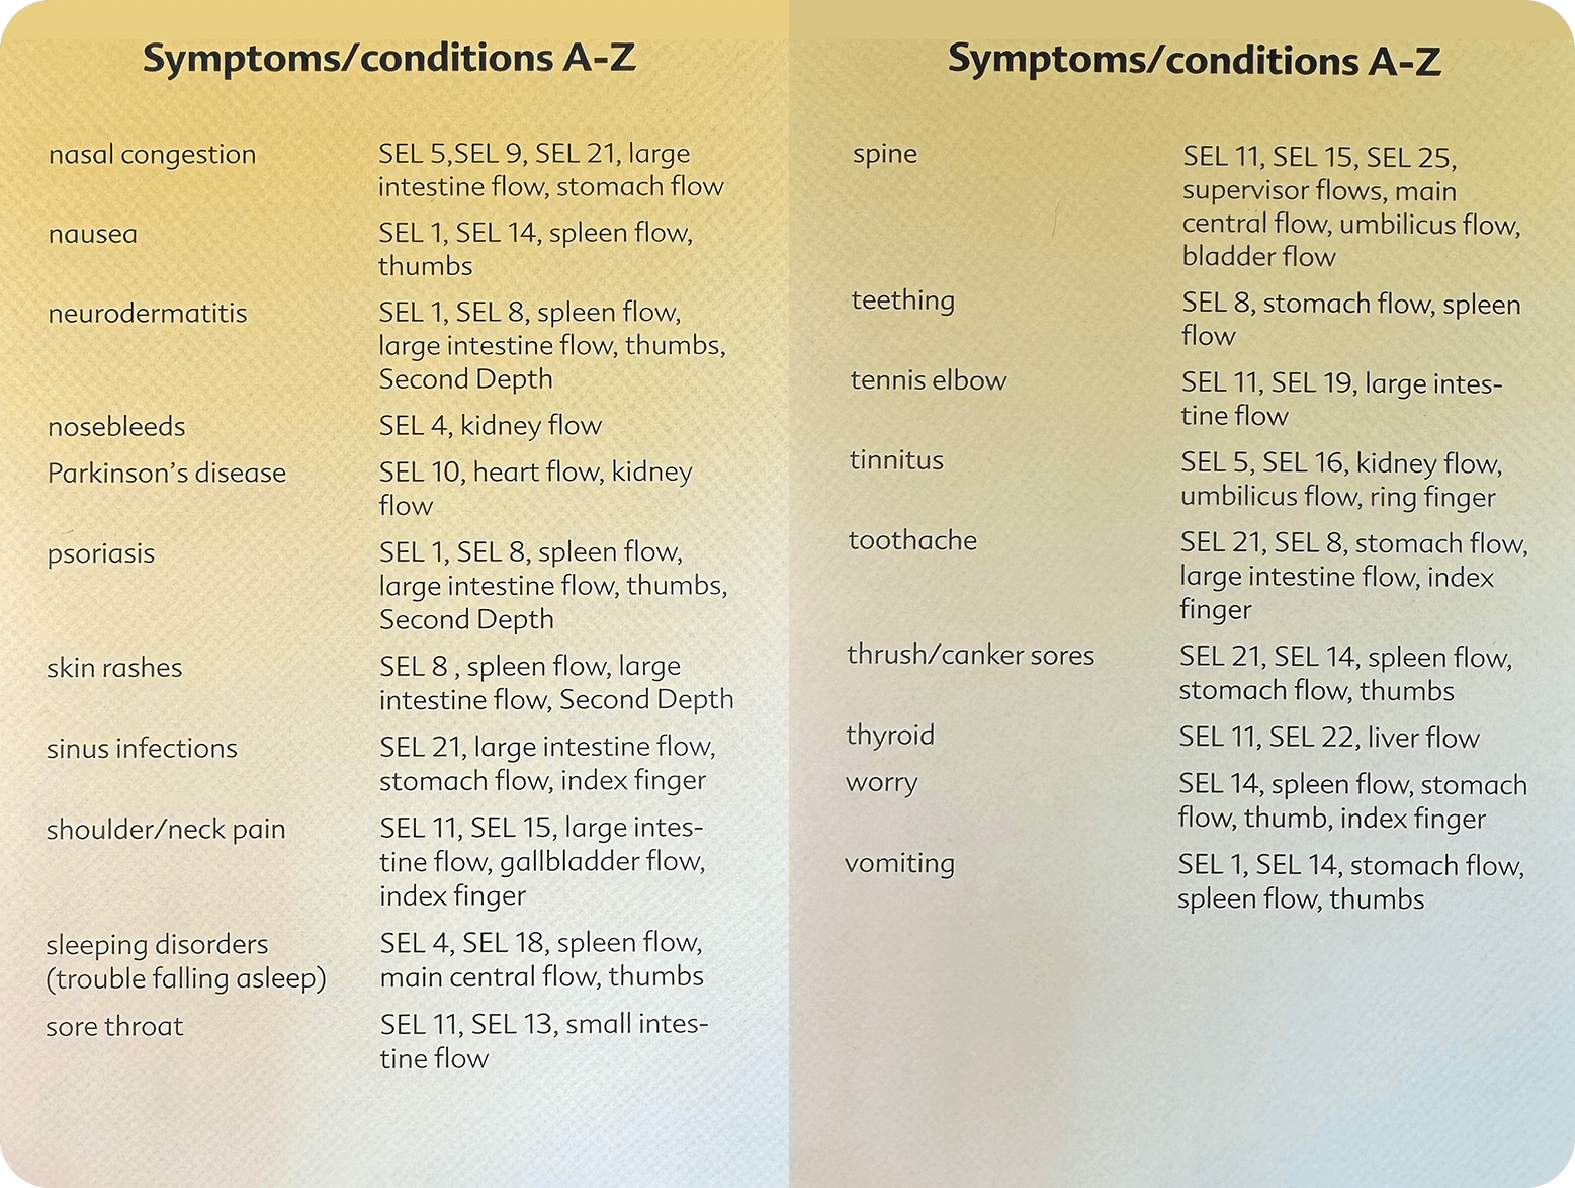 Symptoms/conditions A-Z
nasal congestion
SEL 5,SEL 9, SEL 21, large
intestine flow, stomach flow
nausea
SEL 1, SEL 14, spleen flow,
thumbs
neurodermatitis
SEL 1, SEL 8, spleen flow,
large intestine flow, thumbs,
Second Depth
nosebleeds
SEL 4, kidney flow
Parkinson's disease
SEL 10, heart flow, kidney
flow
psoriasis
SEL 1, SEL 8, spleen flow,
large intestine flow, thumbs,
Second Depth
skin rashes
SEL 8 , spleen flow, large
intestine flow, Second Depth
sinus infections
SEL 21, large intestine flow,
stomach flow, index finger
shoulder/neck pain
SEL 11, SEL 15, large intes-
tine flow, gallbladder flow,
index finger
sleeping disorders
(trouble falling asleep)
SEL 4, SEL 18, spleen flow,
main central flow, thumbs
sore throat
SEL 11, SEL 13, small intes-
tine flow
Symptoms/conditions A-Z
spine
SEL 11, SEL 15, SEL 25,
supervisor flows, main
central flow, umbilicus flow,
bladder flow
teething
SEL 8, stomach flow, spleen
flow
tennis elbow
SEL 11, SEL 19, large intes-
tine flow
tinnitus
SEL 5, SEL 16, kidney flow,
umbilicus flow, ring finger
toothache
SEL 21, SEL 8, stomach flow,
large intestine flow, index
finger
thrush/canker sores
SEL 21, SEL 14, spleen flow,
stomach flow, thumbs
thyroid
SEL 11, SEL 22, liver flow
worry
SEL 14, spleen flow, stomach
flow, thumb, index finger
vomiting
SEL 1, SEL 14, stomach flow,
spleen flow, thumbs